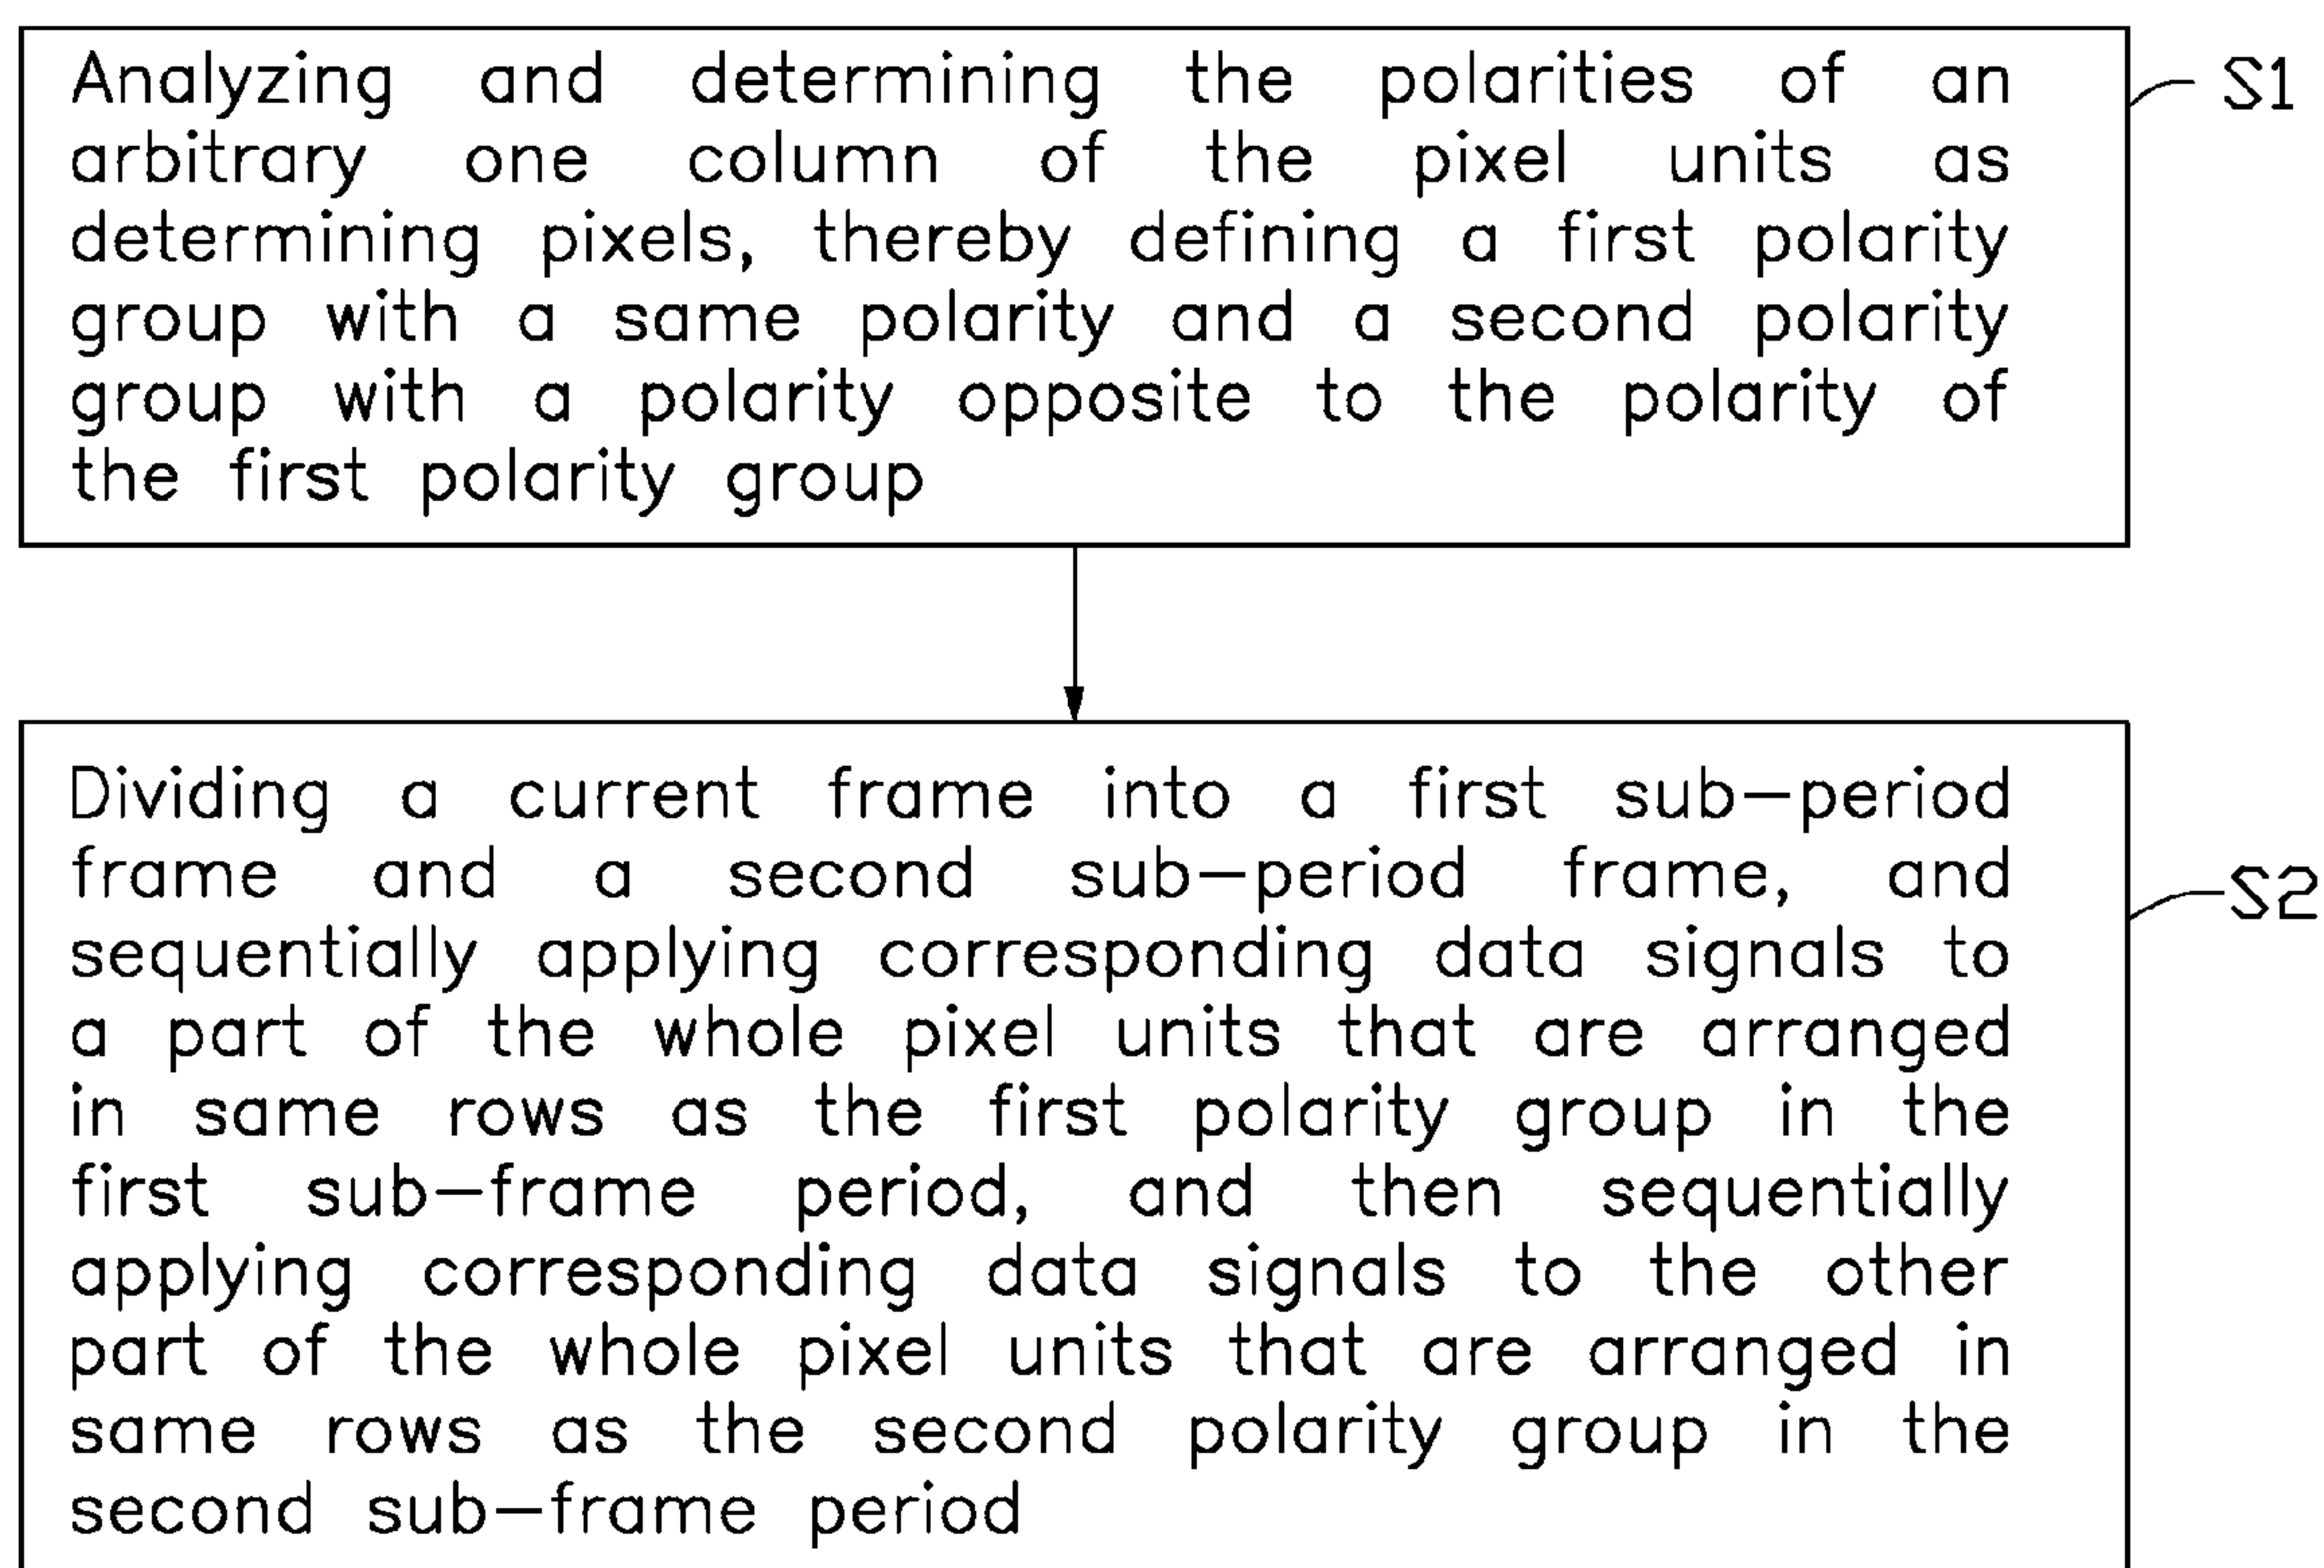 Analyzing and determining the polarities of an
arbitrary one column of the pixel units as
determining pixels, thereby defining a first polarity
group with a same polarity and a second polarity
group with a polarity opposite to the polarity of
the first polarity group
S1
Dividing a current frame into a first sub-period
frame and a second sub-period frame, and
sequentially applying corresponding data signals to
a part of the whole pixel units that are arranged
in same rows as the first polarity group in the
first sub-frame period, and then sequentially
applying corresponding data signals to the other
part of the whole pixel units that are arranged in
same rows as the second polarity group in the
second sub-frame period
S2